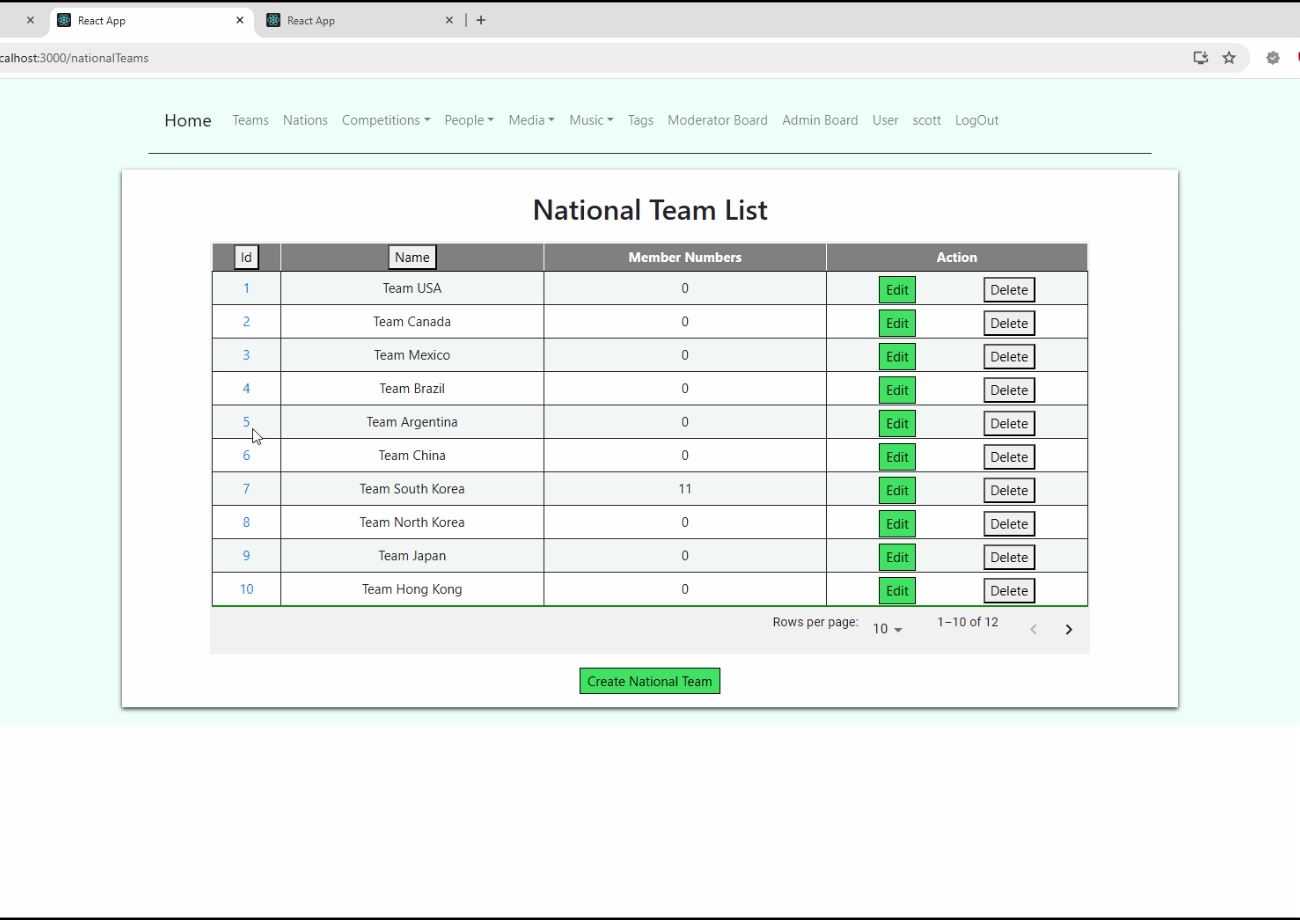 React App React App
calhost:3000/nationalTeams
Home Teams Nations Competitions People Media Music Tags Moderator Board Admin Board User scott LogOut
National Team List
Id Name Member Numbers Action
1 Team USA 0 Edit Delete
2 Team Canada 0 Edit Delete
3 Team Mexico 0 Edit Delete
4 Team Brazil 0 Edit Delete
5 Team Argentina 0 Edit Delete
6 Team China 0 Edit Delete
7 Team South Korea 11 Edit Delete
8 Team North Korea 0 Edit Delete
9 Team Japan 0 Edit Delete
10 Team Hong Kong 0 Edit Delete
Rows per page: 10 1–10 of 12
Create National Team